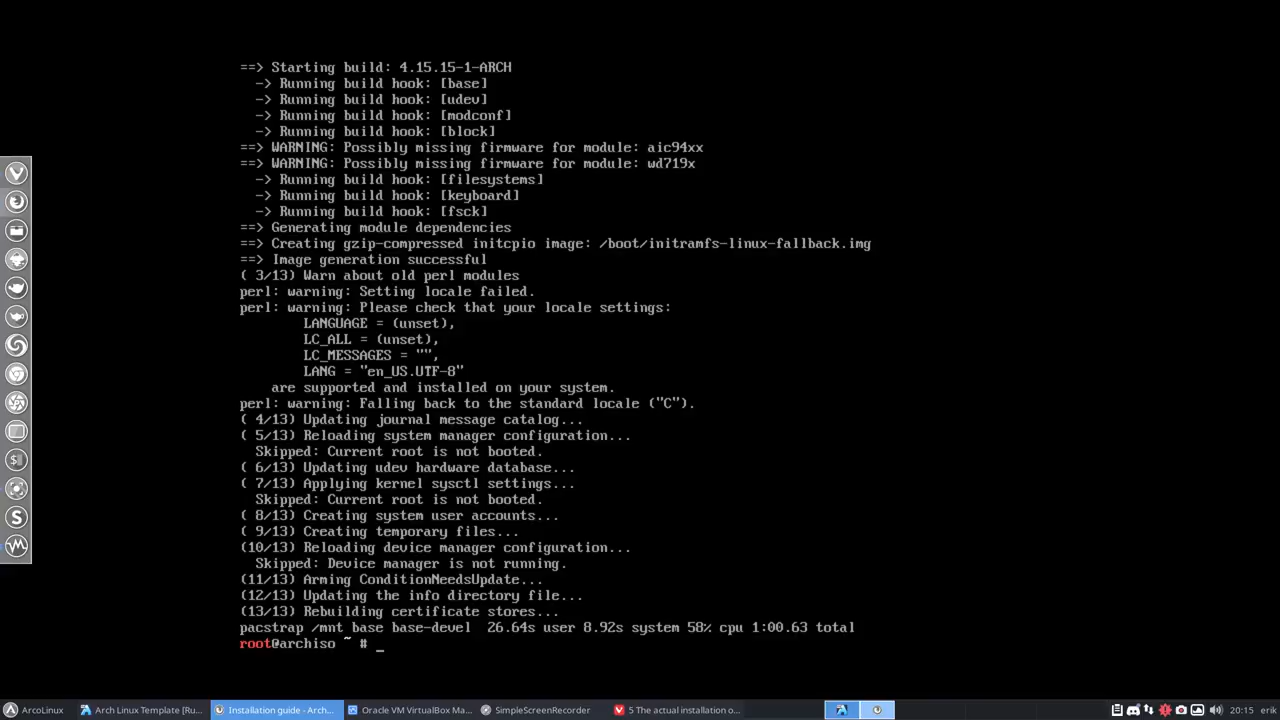 ==> Starting build: 4.15.15-1-ARCH
-> Running build hook: [base]
-> Running build hook: [udev]
-> Running build hook: [modconf]
-> Running build hook: [block]
==> WARNING: Possibly missing firmware for module: aic94xx
==> WARNING: Possibly missing firmware for module: wd719x
-> Running build hook: [filesystems]
-> Running build hook: [keyboard]
-> Running build hook: [fsck]
==> Generating module dependencies
==> Creating gzip-compressed initcpio image: /boot/initramfs-linux-fallback.img
==> Image generation successful
( 3/13) Warn about old perl modules
perl: warning: Setting locale failed.
perl: warning: Please check that your locale settings:
LANGUAGE = (unset),
LC_ALL = (unset),
LC_MESSAGES = "",
LANG = "en_US.UTF-8"
are supported and installed on your system.
perl: warning: Falling back to the standard locale ("C").
( 4/13) Updating journal message catalog...
( 5/13) Reloading system manager configuration...
Skipped: Current root is not booted.
( 6/13) Updating udev hardware database...
( 7/13) Applying kernel sysctl settings...
Skipped: Current root is not booted.
( 8/13) Creating system user accounts...
( 9/13) Creating temporary files...
(10/13) Reloading device manager configuration...
Skipped: Device manager is not running.
(11/13) Arming ConditionNeedsUpdate...
(12/13) Updating the info directory file...
(13/13) Rebuilding certificate stores...
pacstrap /mnt base base-devel  26.64s user 8.92s system 58% cpu 1:00.63 total
root@archiso ~ # _
ArcoLinux Arch Linux Template [Ru... Installation guide - Arch... Oracle VM VirtualBox Ma... SimpleScreenRecorder 5 The actual installation o... 20:15 erik